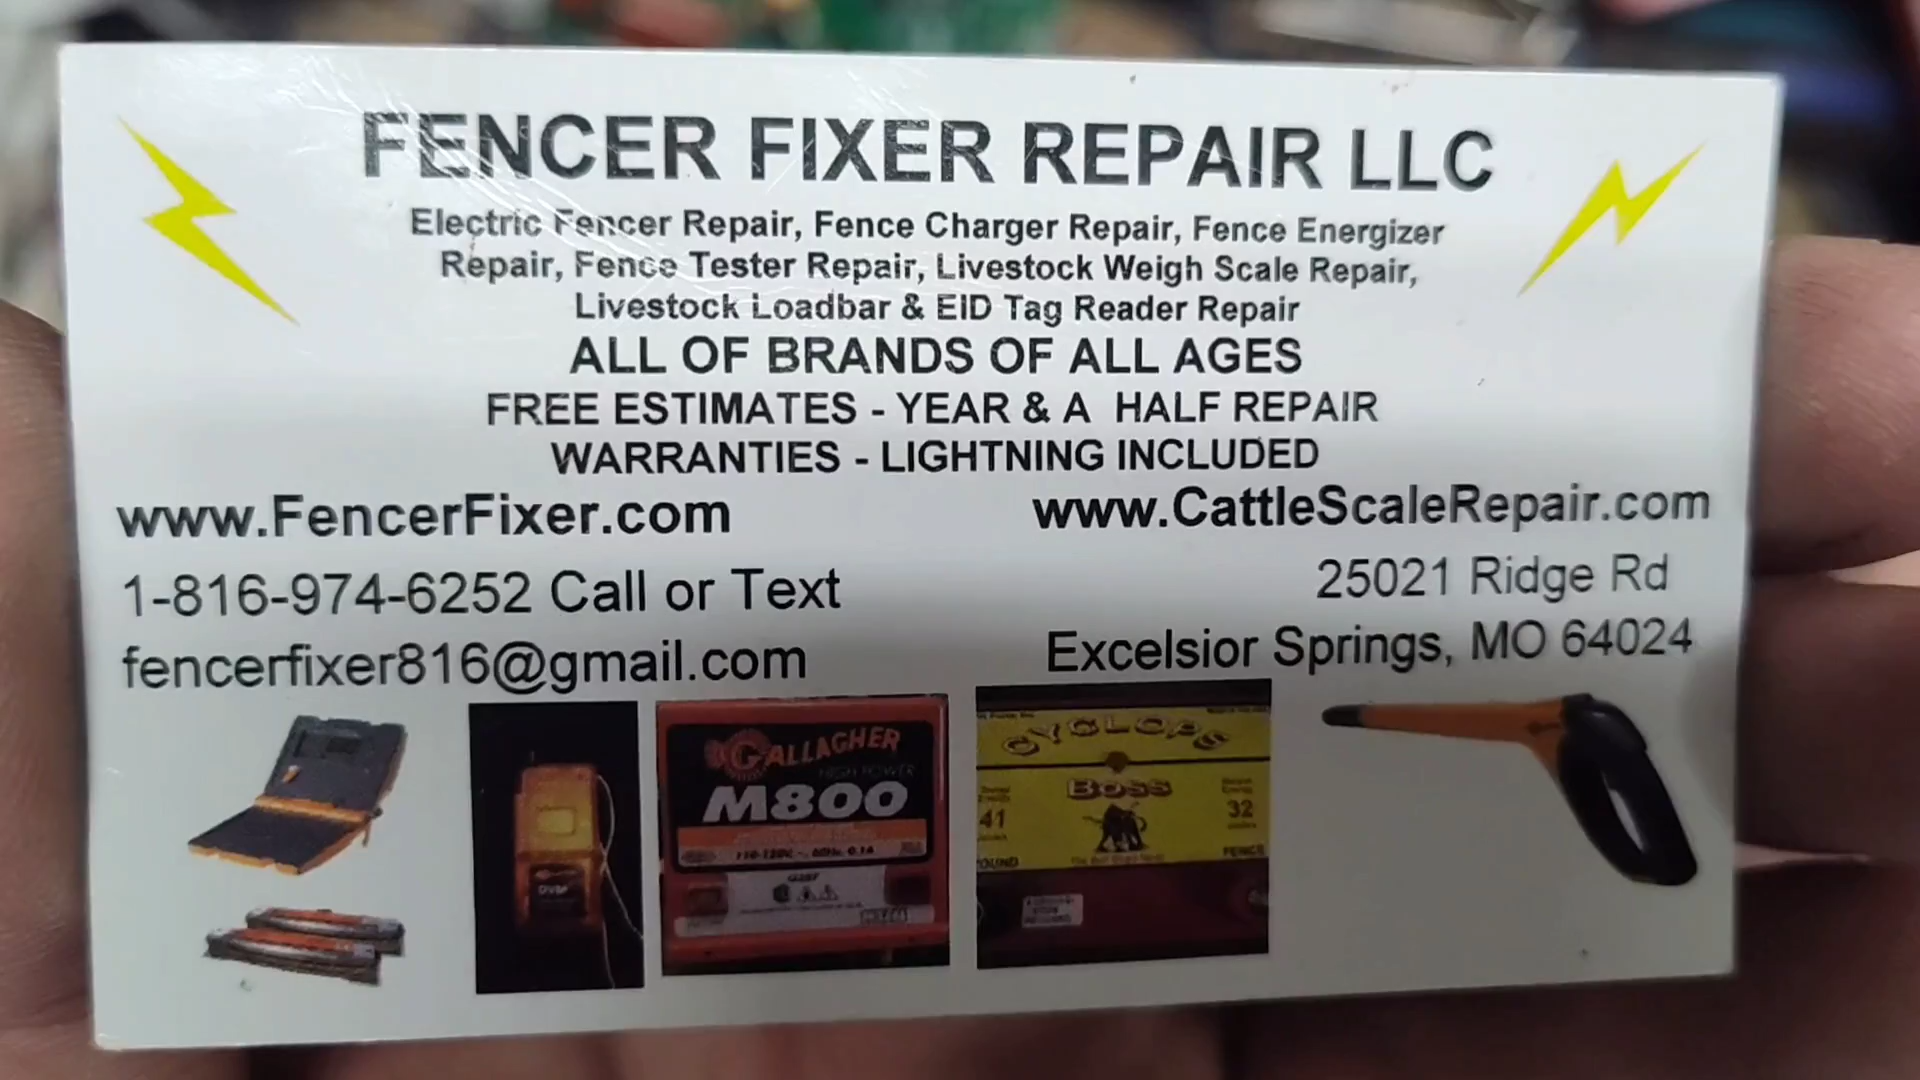 FENCER FIXER REPAIR LLC
Electric Fencer Repair, Fence Charger Repair, Fence Energizer
Repair, Fence Tester Repair, Livestock Weigh Scale Repair,
Livestock Loadbar & EID Tag Reader Repair
ALL OF BRANDS OF ALL AGES
FREE ESTIMATES - YEAR & A HALF REPAIR
WARRANTIES - LIGHTNING INCLUDED
www.FencerFixer.com
www.CattleScaleRepair.com
1-816-974-6252 Call or Text
25021 Ridge Rd
fencerfixer816@gmail.com
Excelsior Springs, MO 64024
GALLAGHER
HIGH POWER
M800
CYCLOPS
BOSS
41
32
FENCE